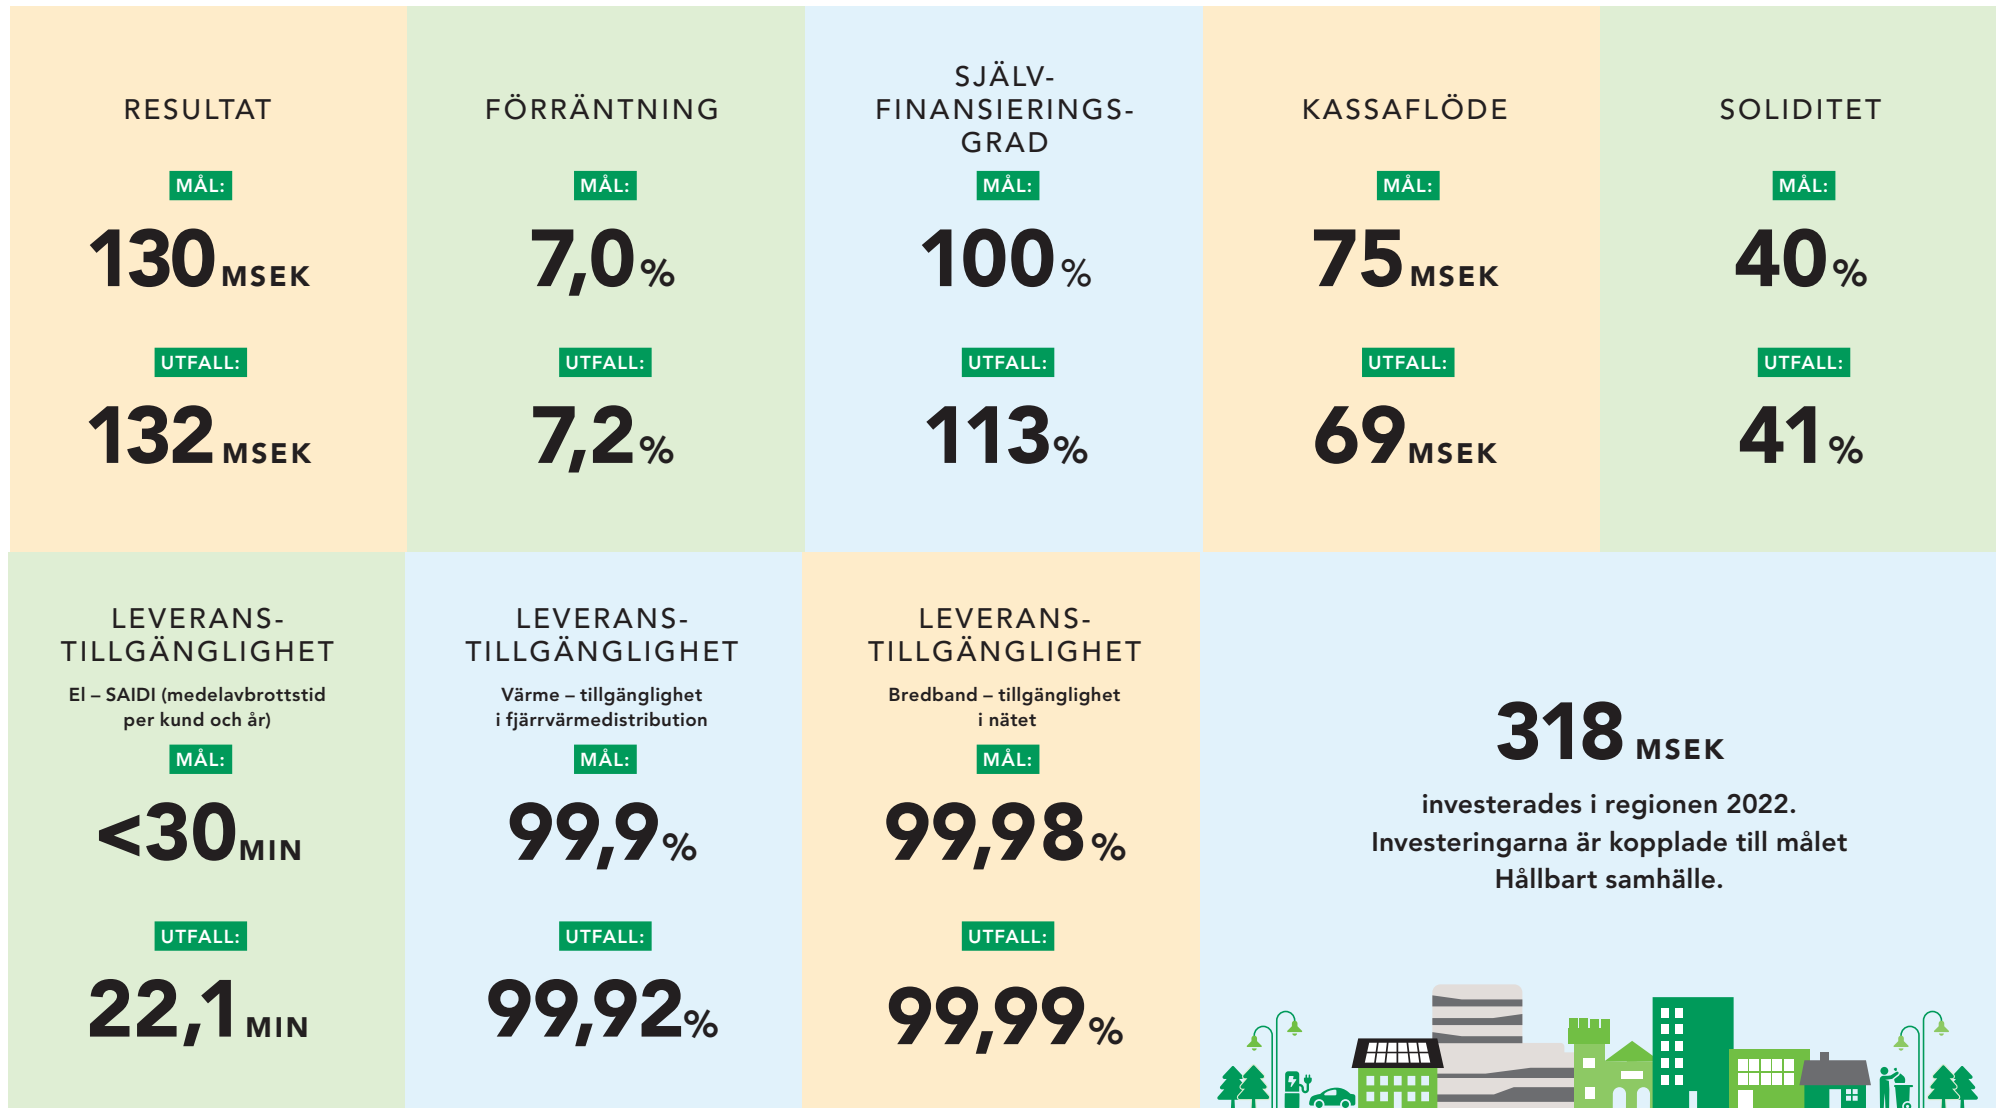 RESULTAT
MÅL:
130 MSEK
UTFALL:
132 MSEK
FÖRRÄNTNING
MÅL:
7,0 %
UTFALL:
7,2 %
SJÄLV-
FINANSIERINGS-
GRAD
MÅL:
100 %
UTFALL:
113 %
KASSAFLÖDE
MÅL:
75 MSEK
UTFALL:
69 MSEK
SOLIDITET
MÅL:
40 %
UTFALL:
41 %
LEVERANS-
TILLGÄNGLIGHET
El – SAIDI (medelavbrottstid
per kund och år)
MÅL:
<30 MIN
UTFALL:
22,1 MIN
LEVERANS-
TILLGÄNGLIGHET
Värme – tillgänglighet
i fjärrvärmedistribution
MÅL:
99,9 %
UTFALL:
99,92 %
LEVERANS-
TILLGÄNGLIGHET
Bredband – tillgänglighet
i nätet
MÅL:
99,98 %
UTFALL:
99,99 %
318 MSEK
investerades i regionen 2022.
Investeringarna är kopplade till målet
Hållbart samhälle.